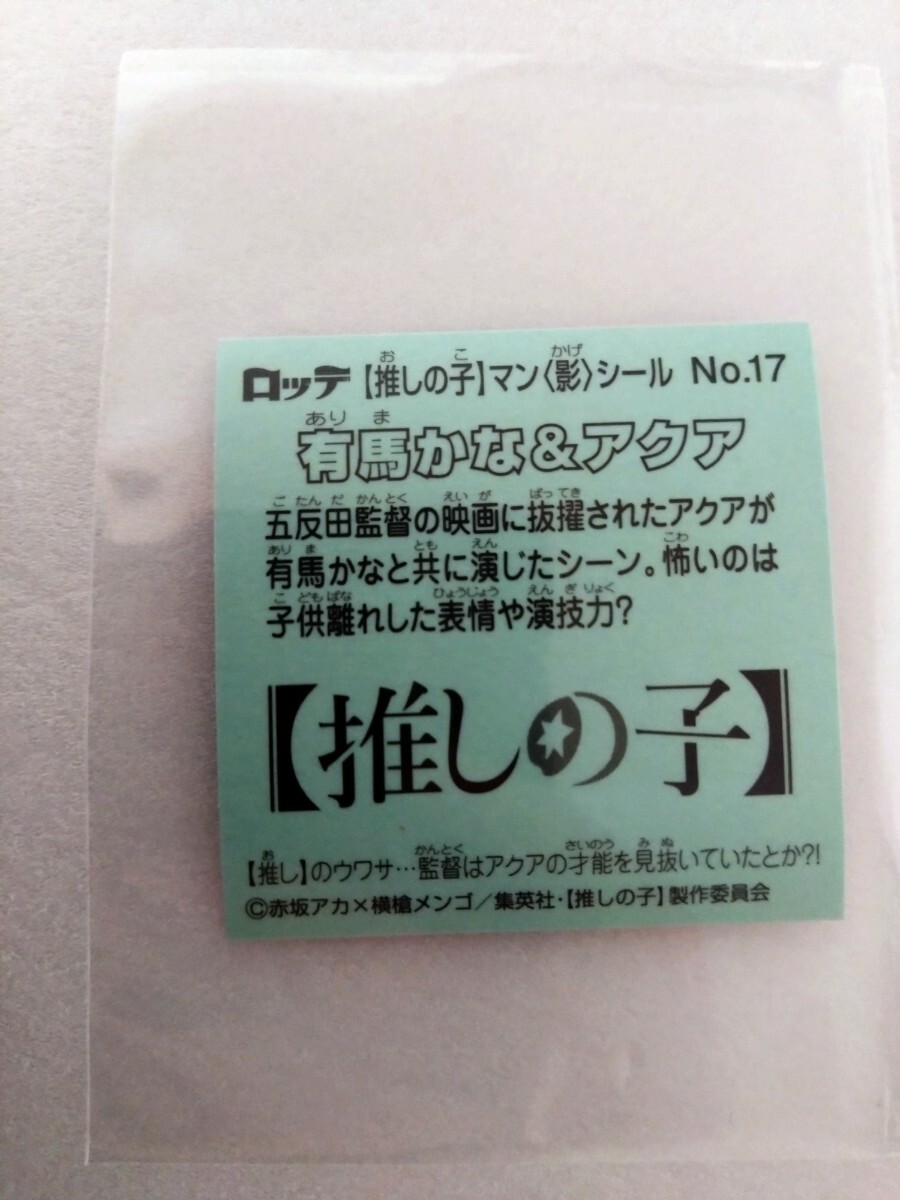 ロッテ【推しの子】マン〈影〉シール No.17
有馬かな&アクア
五反田監督の映画に抜擢されたアクアが
有馬かなと共に演じたシーン。怖いのは
子供離れした表情や演技力?
【推しの子】
【推し】のウワサ…監督はアクアの才能を見抜いていたとか?!
©赤坂アカ×横槍メンゴ/集英社・【推しの子】製作委員会